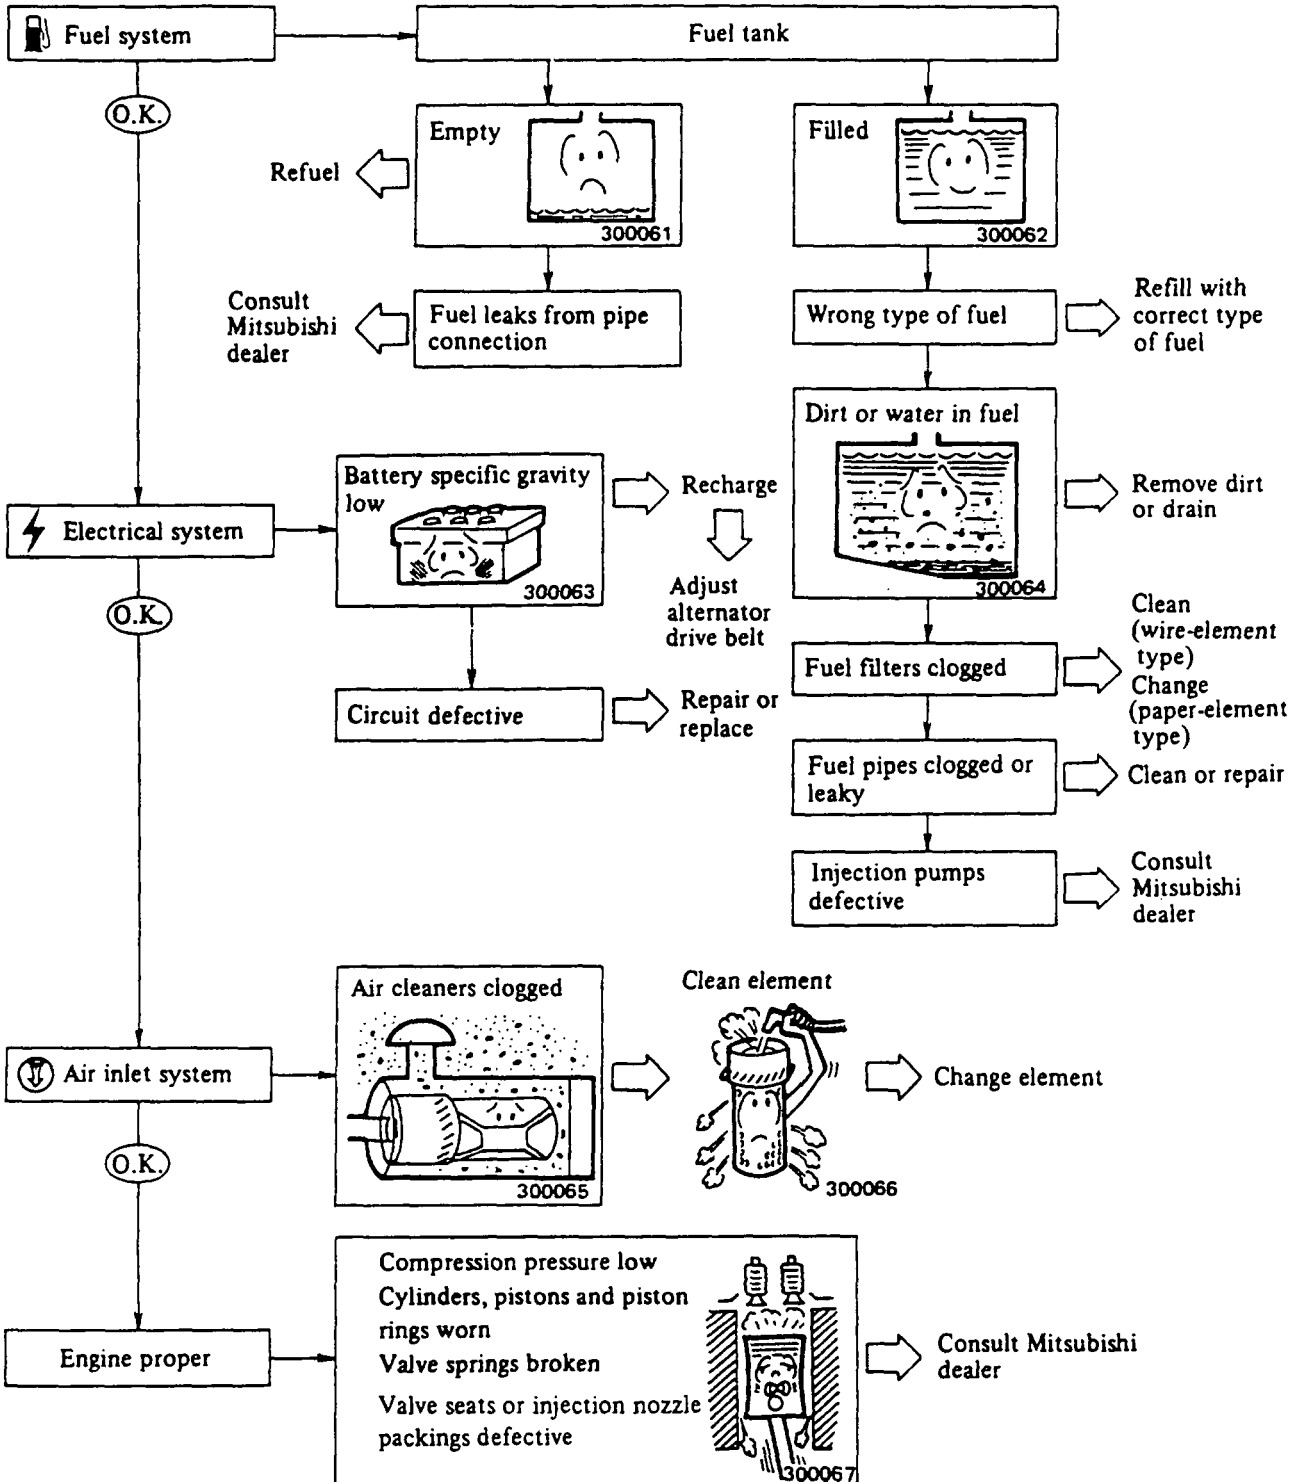 Fuel system
Fuel tank
O.K.
Empty
300061
Filled
300062
Refuel
Consult
Mitsubishi
dealer
Fuel leaks from pipe
connection
Wrong type of fuel
Refill with
correct type
of fuel
Dirt or water in fuel
300064
Remove dirt
or drain
Electrical system
Battery specific gravity
low
300063
Recharge
Adjust
alternator
drive belt
O.K.
Circuit defective
Repair or
replace
Fuel filters clogged
Clean
(wire-element
type)
Change
(paper-element
type)
Fuel pipes clogged or
leaky
Clean or repair
Injection pumps
defective
Consult
Mitsubishi
dealer
Air inlet system
Air cleaners clogged
300065
Clean element
300066
Change element
O.K.
Engine proper
Compression pressure low
Cylinders, pistons and piston
rings worn
Valve springs broken
Valve seats or injection nozzle
packings defective
300067
Consult Mitsubishi
dealer